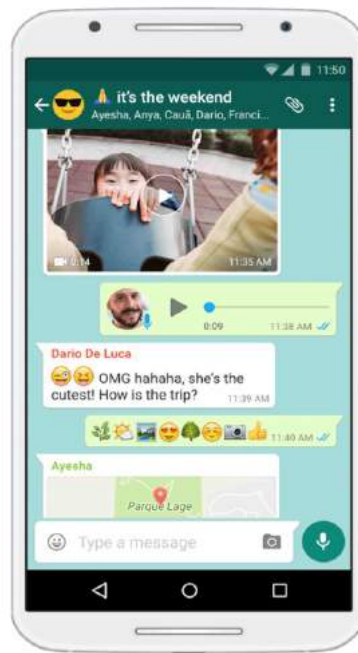 11:50
🙏 it's the weekend
Ayesha, Anya, Cauã, Dario, Franci...
0:14 11:35 AM
0:09 11:38 AM
Dario De Luca
😜😆 OMG hahaha, she's the
cutest! How is the trip?
11:39 AM
11:49 AM
Ayesha
Parque Lage
Type a message